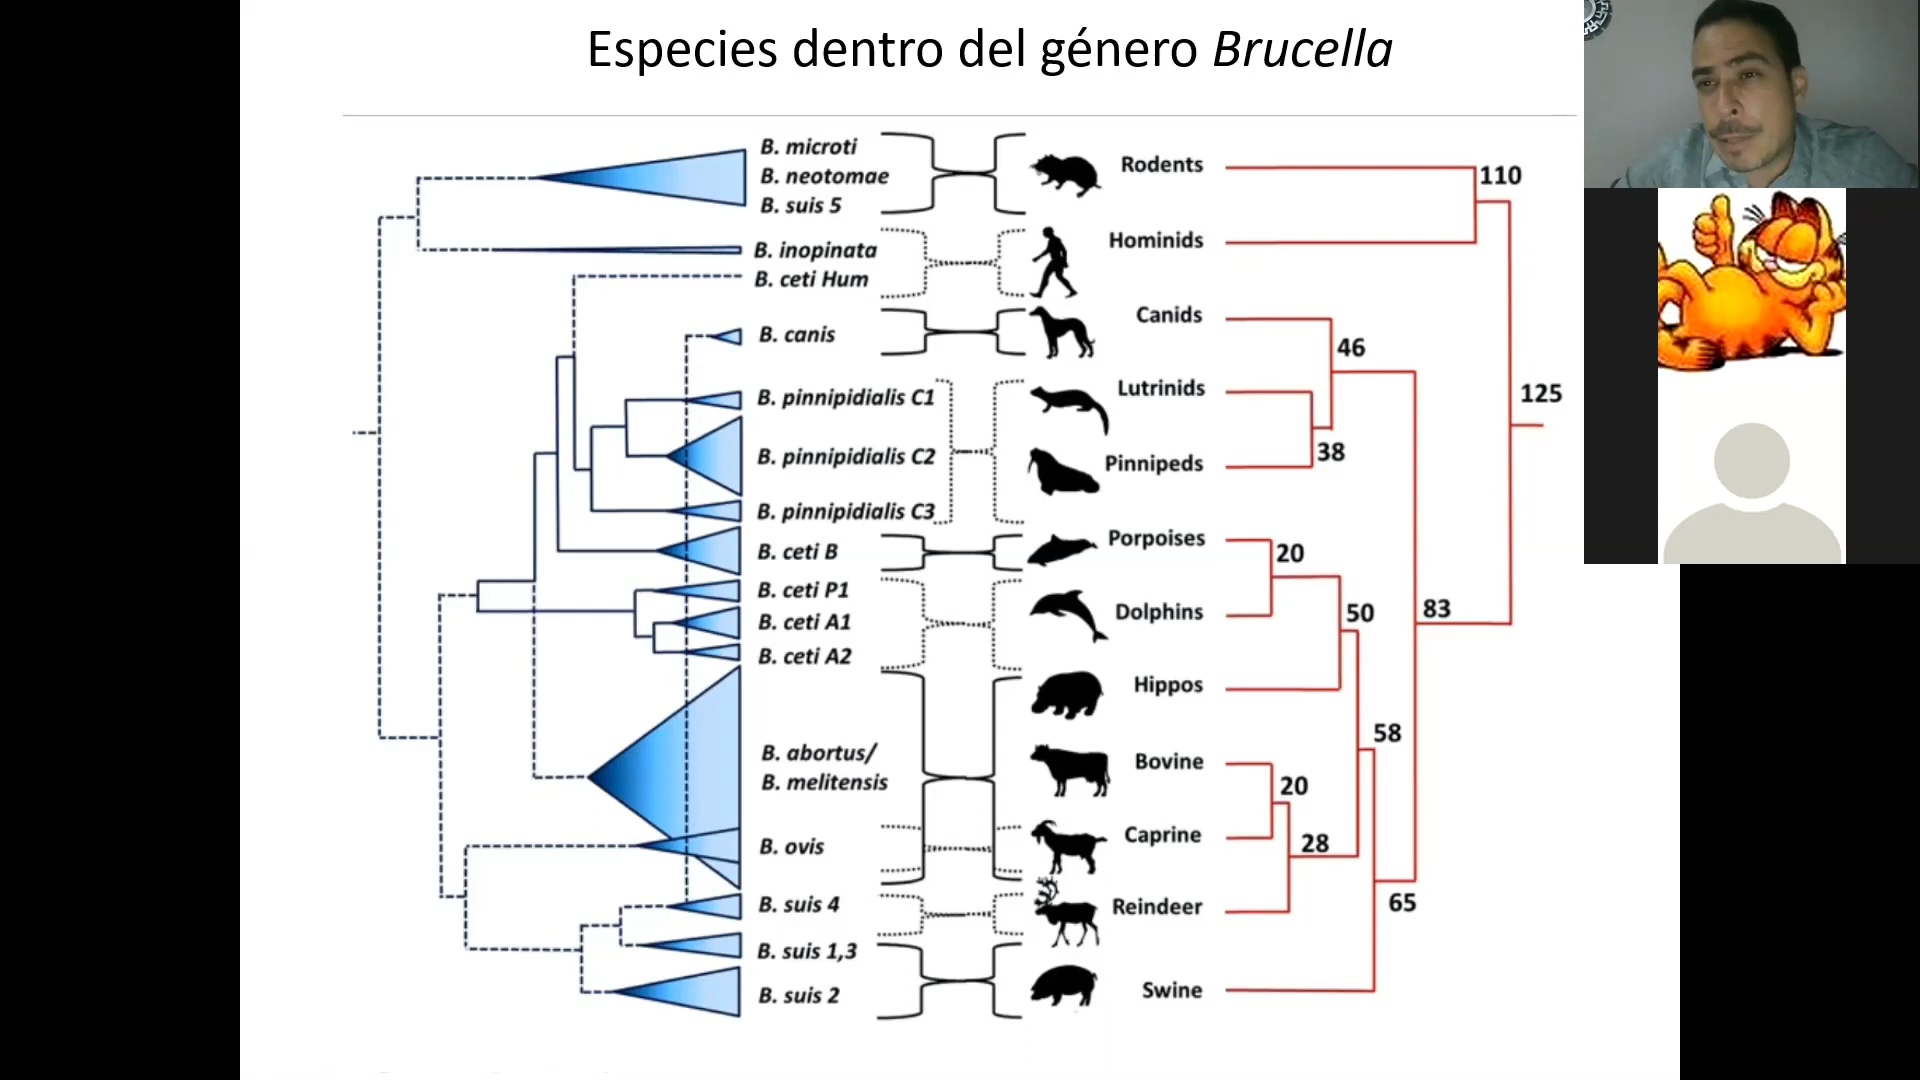 Especies dentro del género Brucella
B. microti
B. neotomae
B. suis 5
B. inopinata
B. ceti Hum
B. canis
B. pinnipidialis C1
B. pinnipidialis C2
B. pinnipidialis C3
B. ceti B
B. ceti P1
B. ceti A1
B. ceti A2
B. abortus/
B. melitensis
B. ovis
B. suis 4
B. suis 1,3
B. suis 2
Rodents
Hominids
Canids
Lutrinids
Pinnipeds
Porpoises
Dolphins
Hippos
Bovine
Caprine
Reindeer
Swine
110
125
46
38
20
50
83
58
20
28
65